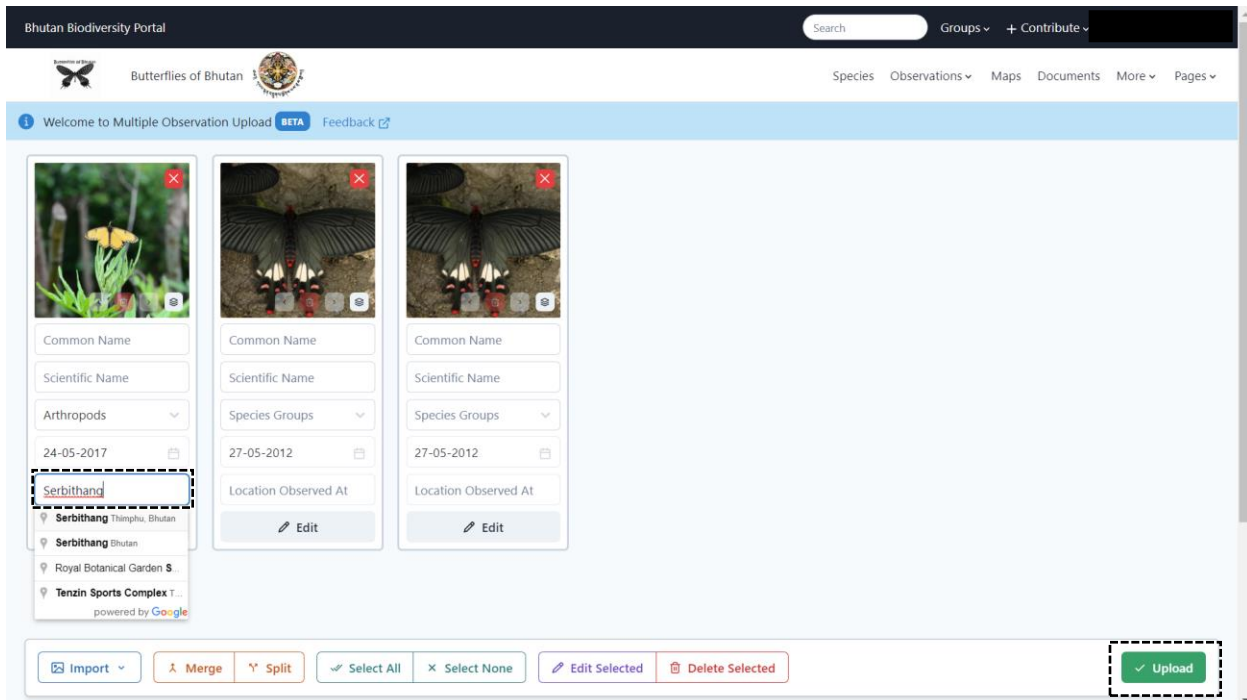 Bhutan Biodiversity Portal Search Groups + Contribute
Butterflies of Bhutan Species Observations Maps Documents More Pages
Welcome to Multiple Observation Upload BETA Feedback
Common Name Common Name Common Name
Scientific Name Scientific Name Scientific Name
Arthropods Species Groups Species Groups
24-05-2017 27-05-2012 27-05-2012
Serbithang Location Observed At Location Observed At
Serbithang Thimphu, Bhutan
Edit Edit
Serbithang Bhutan
Royal Botanical Garden S...
Tenzin Sports Complex T...
powered by Google
Import Merge Split Select All Select None Edit Selected Delete Selected Upload